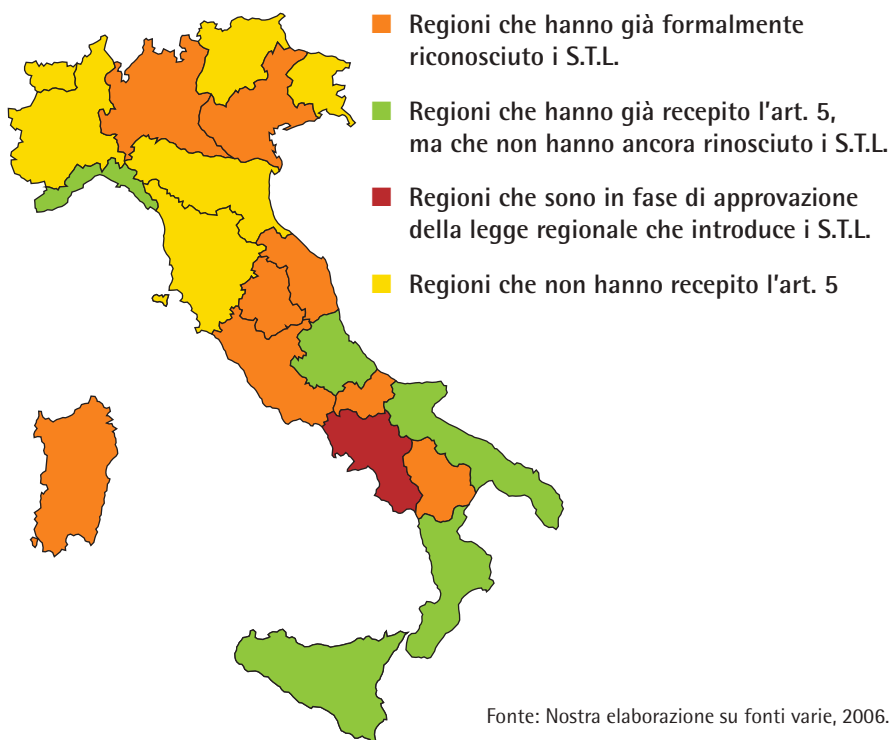 Regioni che hanno già formalmente
riconosciuto i S.T.L.
Regioni che hanno già recepito l'art. 5,
ma che non hanno ancora rinosciuto i S.T.L.
Regioni che sono in fase di approvazione
della legge regionale che introduce i S.T.L.
Regioni che non hanno recepito l'art. 5
Fonte: Nostra elaborazione su fonti varie, 2006.